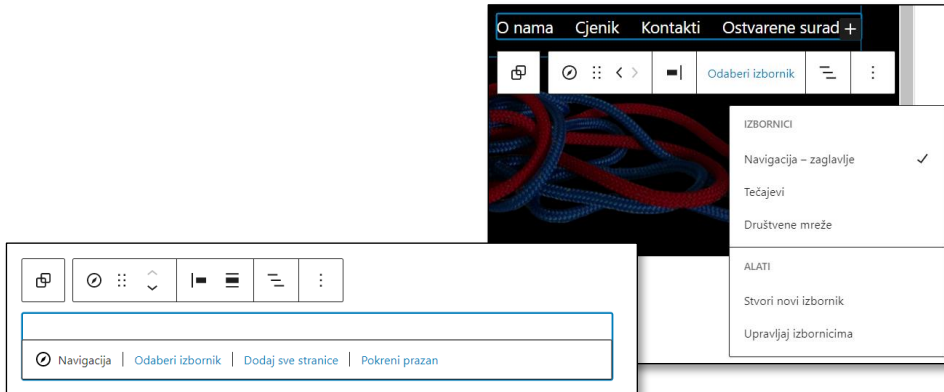 O nama Cjenik Kontakti Ostvarene surad
Odaberi izbornik
IZBORNICI
Navigacija – zaglavlje
Tečajevi
Društvene mreže
ALATI
Stvori novi izbornik
Upravljaj izbornicima
Navigacija | Odaberi izbornik | Dodaj sve stranice | Pokreni prazan